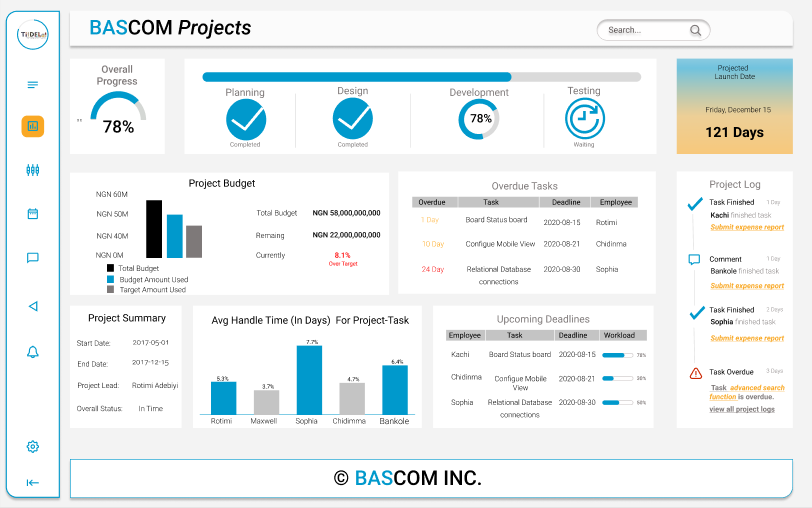 BASCOM Projects
Search...
Overall
Progress
78%
Planning
Completed
Design
Completed
Development
78%
Testing
Waiting
Projected
Launch Date
Friday, December 15
121 Days
Project Budget
NGN 60M
NGN 50M
NGN 40M
NGN 0M
Total Budget
Budget Amount Used
Target Amount Used
Total Budget NGN 58,000,000,000
Remaing NGN 22,000,000,000
Currently 8.1%
Over Target
Overdue Tasks
Overdue Task Deadline Employee
1 Day Board Status board 2020-08-15 Rotimi
10 Day Configue Mobile View 2020-08-21 Chidinma
24 Day Relational Database 2020-08-30 Sophia
connections
Project Log
Task Finished 1 Day
Kachi finished task
Submit expense report
Comment 1 Day
Bankole finished task
Submit expense report
Task Finished 2 Days
Sophia finished task
Submit expense report
Task Overdue 3 Days
Task advanced search
function is overdue.
view all project logs
Project Summary
Start Date: 2017-05-01
End Date: 2017-12-15
Project Lead: Rotimi Adebiyi
Overall Status: In Time
Avg Handle Time (In Days) For Project-Task
5.3%
3.7%
7.7%
4.7%
6.4%
Rotimi Maxwell Sophia Chidimma Bankole
Upcoming Deadlines
Employee Task Deadline Workload
Kachi Board Status board 2020-08-15 70%
Chidinma Configue Mobile 2020-08-21 30%
View
Sophia Relational Database 2020-08-30 50%
connections.
© BASCOM INC.